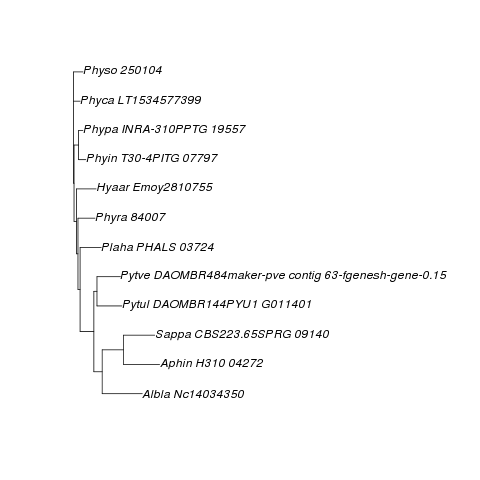 Physo 250104
Phyca LT1534577399
Phypa INRA-310PPTG 19557
Phyin T30-4PITG 07797
Hyaar Emoy2810755
Phyra 84007
Plaha PHALS 03724
Pytve DAOMBR484maker-pve contig 63-fgenesh-gene-0.15
Pytul DAOMBR144PYU1 G011401
Sappa CBS223.65SPRG 09140
Aphin H310 04272
Albla Nc14034350